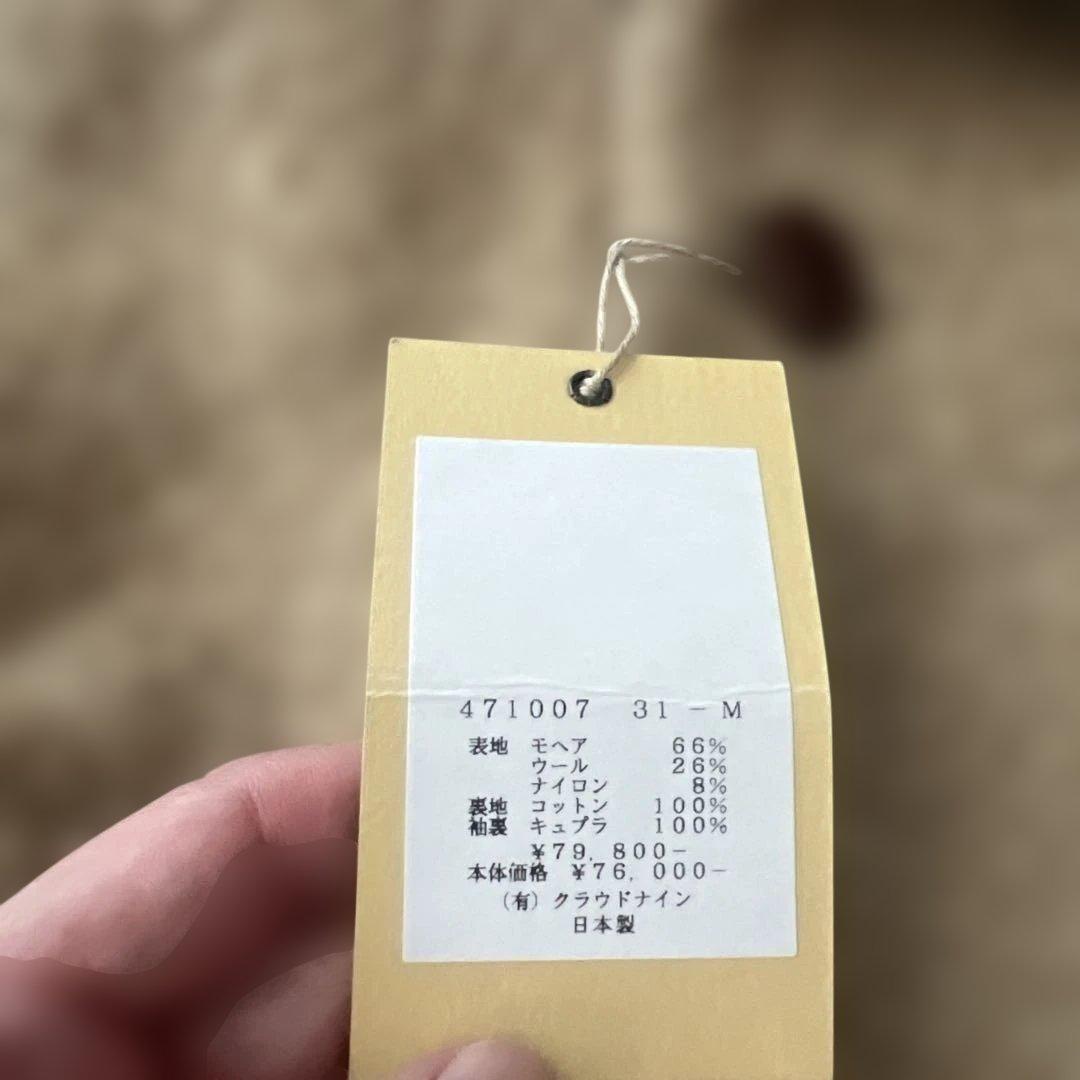 471007 31-M
表地 モヘア 66%
ウール 26%
ナイロン 8%
裏地 コットン 100%
袖裏 キュプラ 100%
¥79,800-
本体価格 ¥76,000-
(有)クラウドナイン
日本製